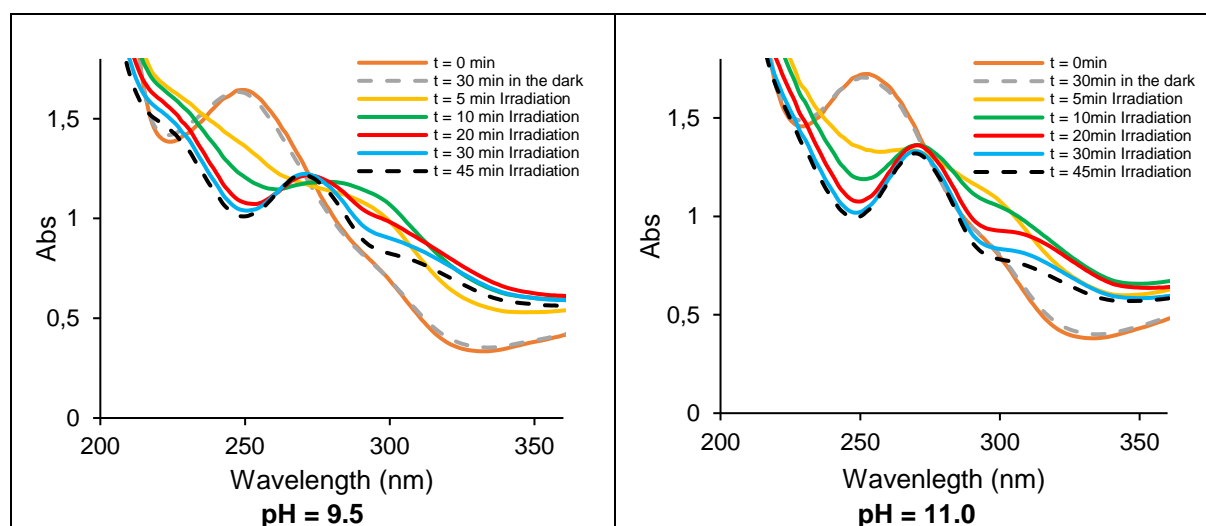 t = 0 min
t = 30 min in the dark
t = 5 min Irradiation
t = 10 min Irradiation
t = 20 min Irradiation
t = 30 min Irradiation
t = 45 min Irradiation
1,5
1
0,5
0
Abs
200 250 300 350
Wavelength (nm)
pH = 9.5
t = 0min
t = 30min in the dark
t = 5min Irradiation
t = 10min Irradiation
t = 20min Irradiation
t = 30min Irradiation
t = 45min Irradiation
1,5
1
0,5
0
Abs
200 250 300 350
Wavenlegth (nm)
pH = 11.0